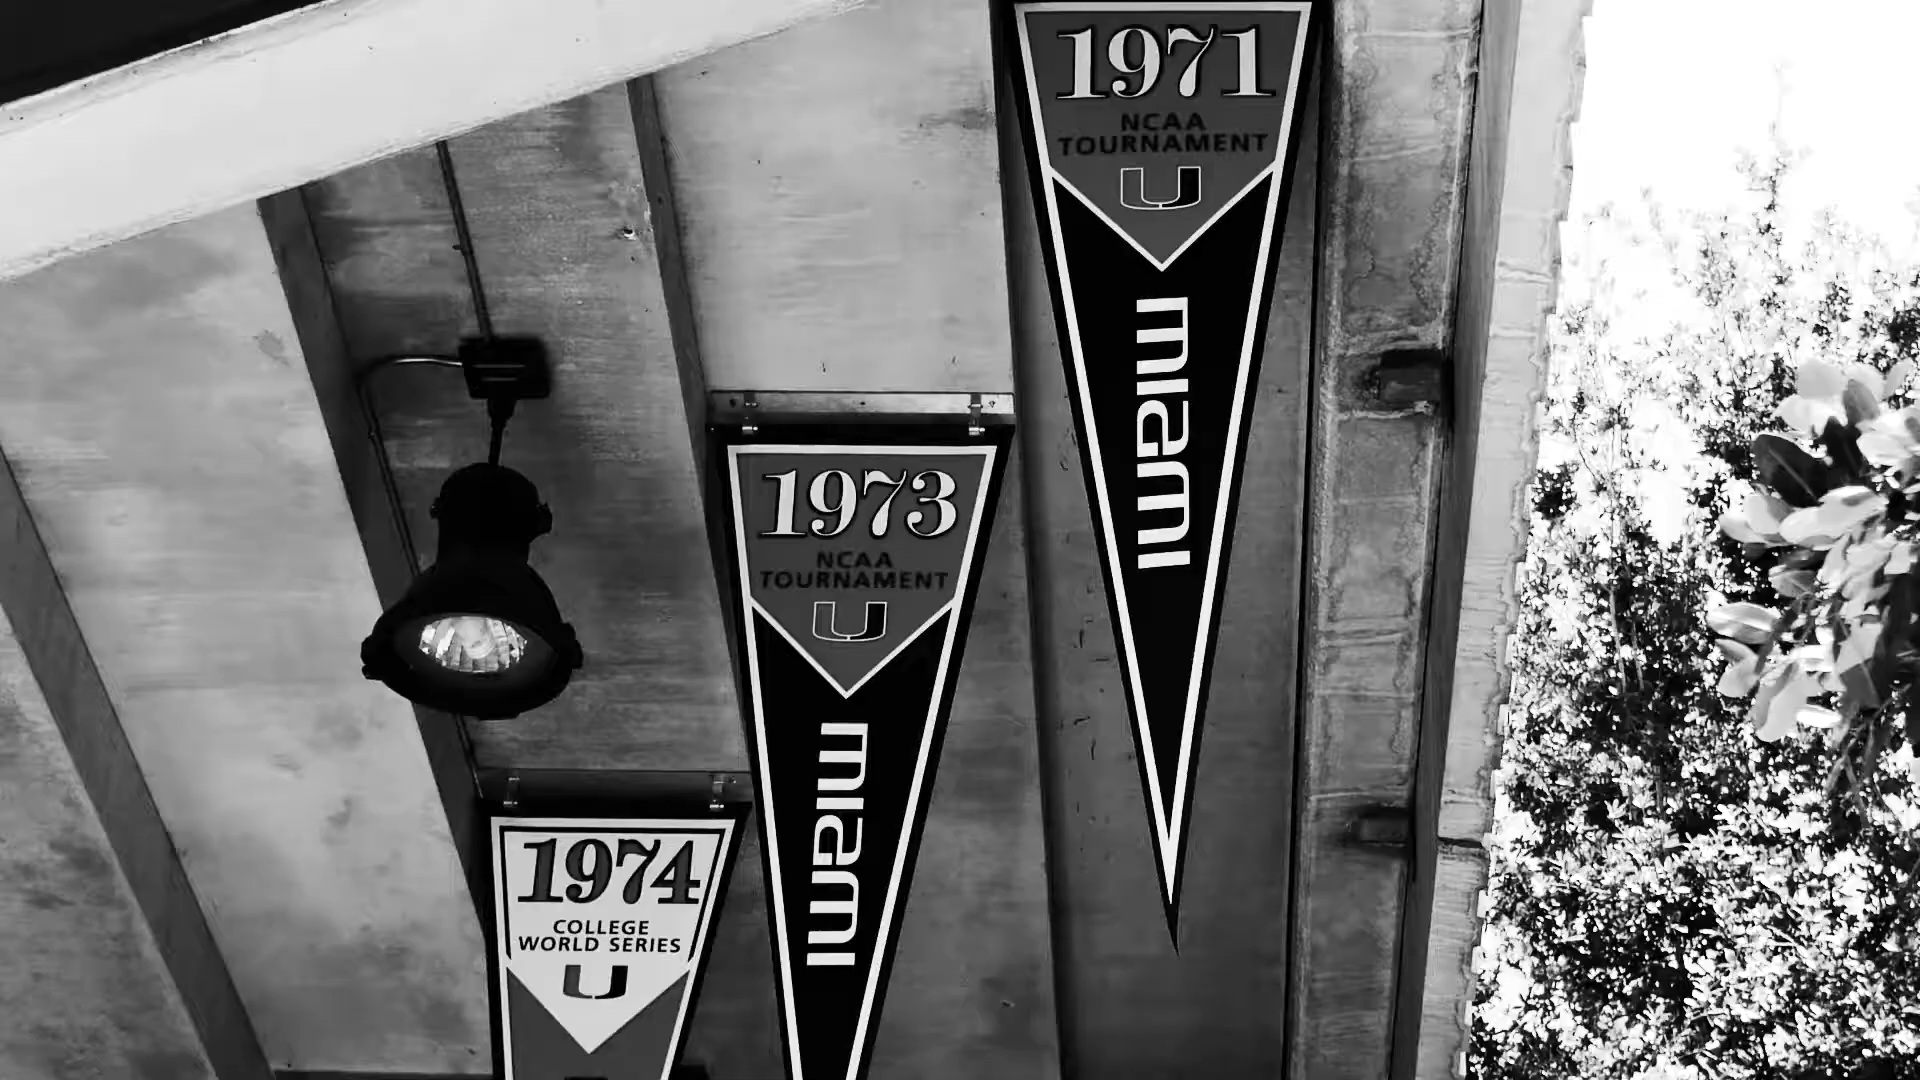 1971
NCAA
TOURNAMENT
U
miami
1973
NCAA
TOURNAMENT
U
miami
1974
COLLEGE
WORLD SERIES
U